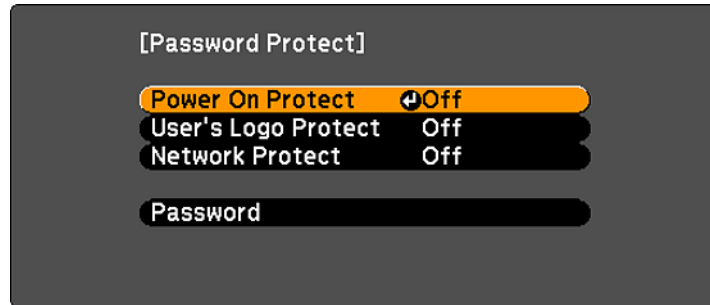 [Password Protect]
Power On Protect Off
User's Logo Protect Off
Network Protect Off
Password